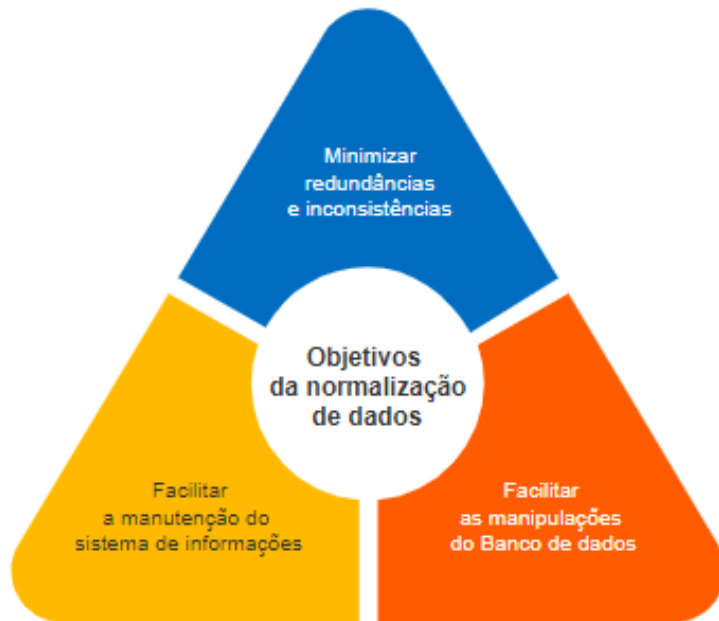 Minimizar
redundâncias
e inconsistências
Objetivos
da normalização
de dados
Facilitar
a manutenção do
sistema de informações
Facilitar
as manipulações
do Banco de dados